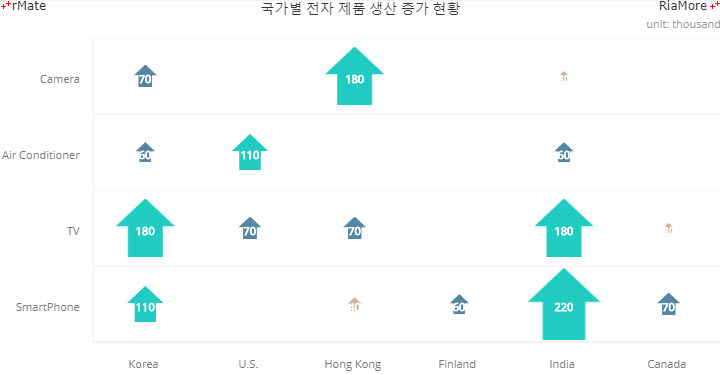 rMate
국가별 전자 제품 생산 증가 현황
RiaMore
unit: thousand
Camera
70
180
Air Conditioner
60
110
60
TV
180
70
70
180
SmartPhone
110
60
220
70
Korea
U.S.
Hong Kong
Finland
India
Canada